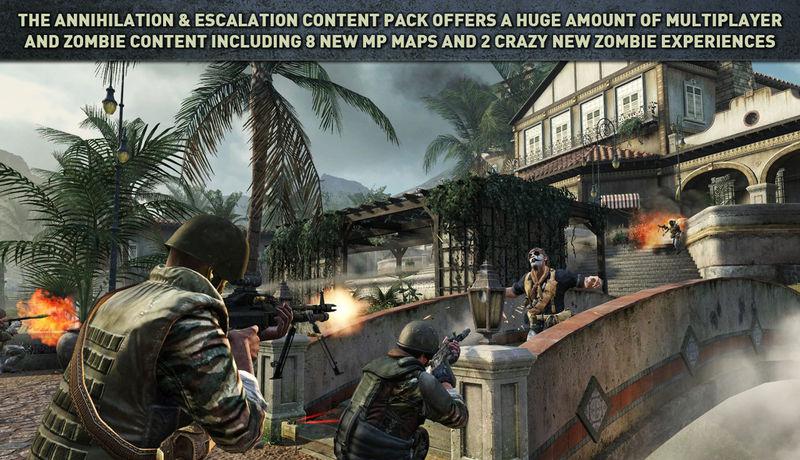 THE ANNIHILATION & ESCALATION CONTENT PACK OFFERS A HUGE AMOUNT OF MULTIPLAYER
AND ZOMBIE CONTENT INCLUDING 8 NEW MP MAPS AND 2 CRAZY NEW ZOMBIE EXPERIENCES